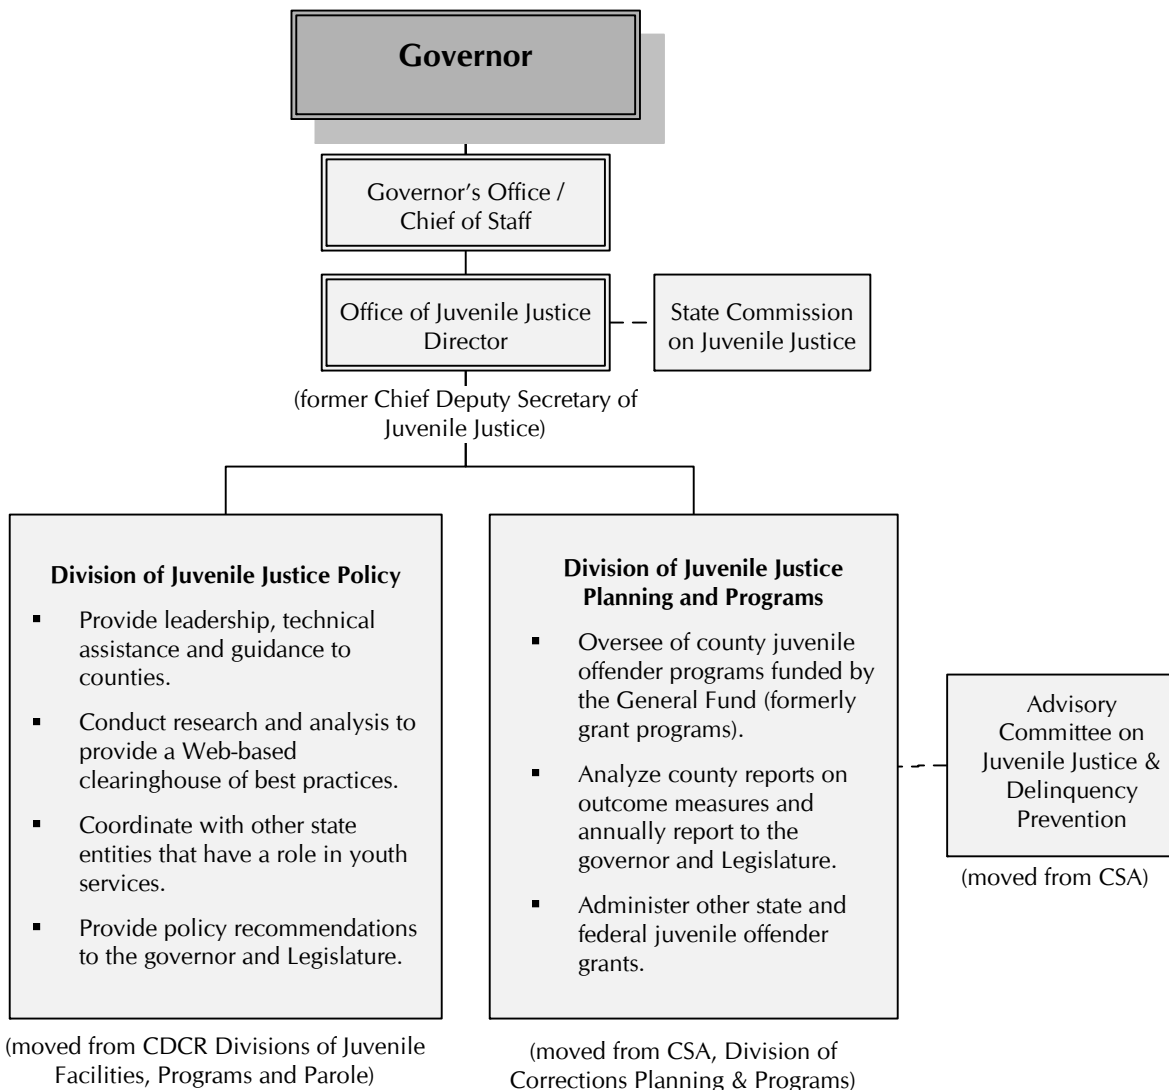 Governor
Governor's Office /
Chief of Staff
Office of Juvenile Justice
Director
State Commission
on Juvenile Justice
(former Chief Deputy Secretary of
Juvenile Justice)
Division of Juvenile Justice Policy
▪ Provide leadership, technical
assistance and guidance to
counties.
▪ Conduct research and analysis to
provide a Web-based
clearinghouse of best practices.
▪ Coordinate with other state
entities that have a role in youth
services.
▪ Provide policy recommendations
to the governor and Legislature.
(moved from CDCR Divisions of Juvenile
Facilities, Programs and Parole)
Division of Juvenile Justice
Planning and Programs
▪ Oversee of county juvenile
offender programs funded by
the General Fund (formerly
grant programs).
▪ Analyze county reports on
outcome measures and
annually report to the
governor and Legislature.
▪ Administer other state and
federal juvenile offender
grants.
(moved from CSA, Division of
Corrections Planning & Programs)
Advisory
Committee on
Juvenile Justice &
Delinquency
Prevention
(moved from CSA)